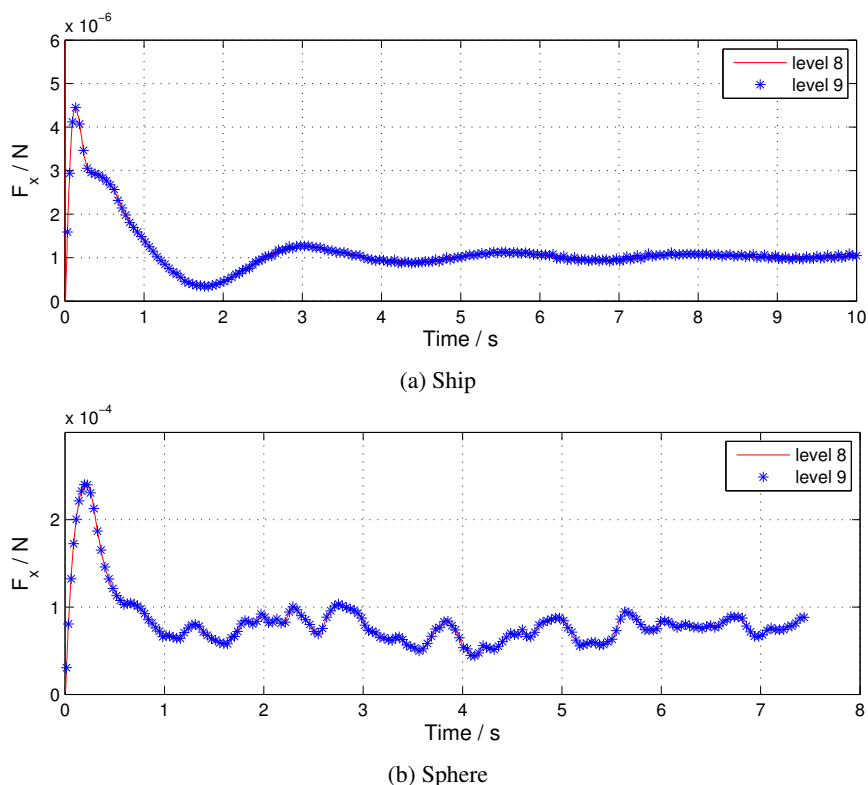 x 10^-6
6
5
4
3
2
1
0
F_x / N
level 8
level 9
0 1 2 3 4 5 6 7 8 9 10
Time / s
(a) Ship
x 10^-4
2
1
0
F_x / N
level 8
level 9
0 1 2 3 4 5 6 7 8
Time / s
(b) Sphere